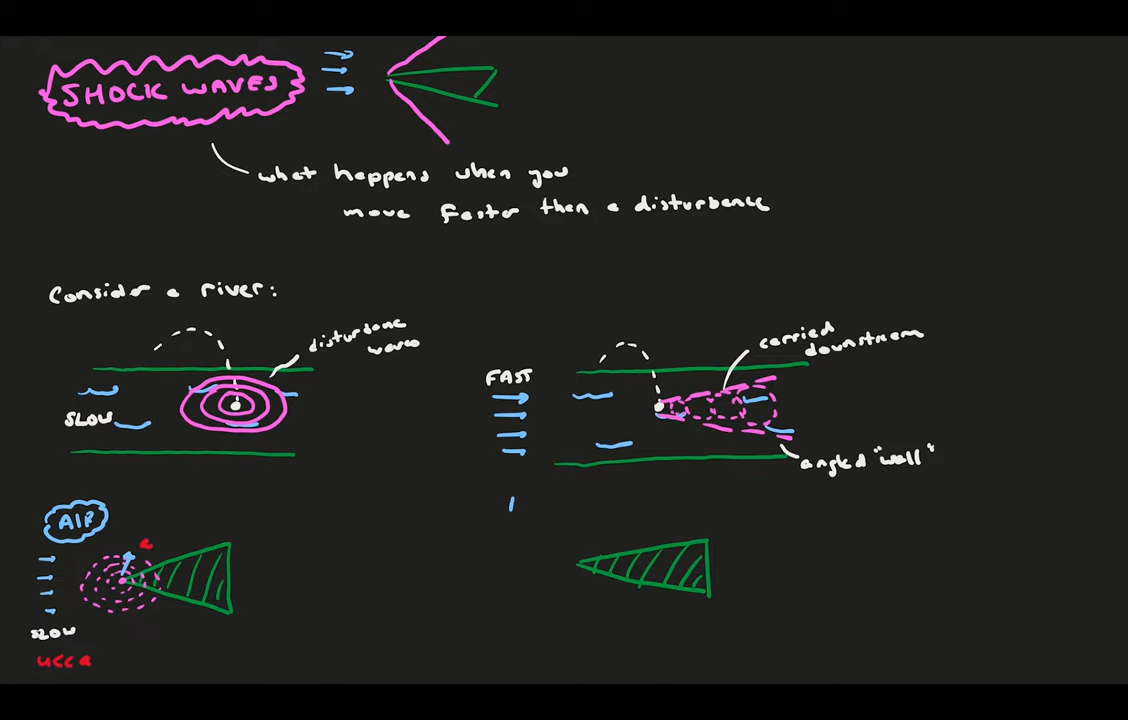 SHOCK WAVES
what happens when you
move faster than a disturbance
Consider a river:
disturbance
waves
SLOW
FAST
carried
downstream
angled "wall"
AIR
a
SLOW
u << a